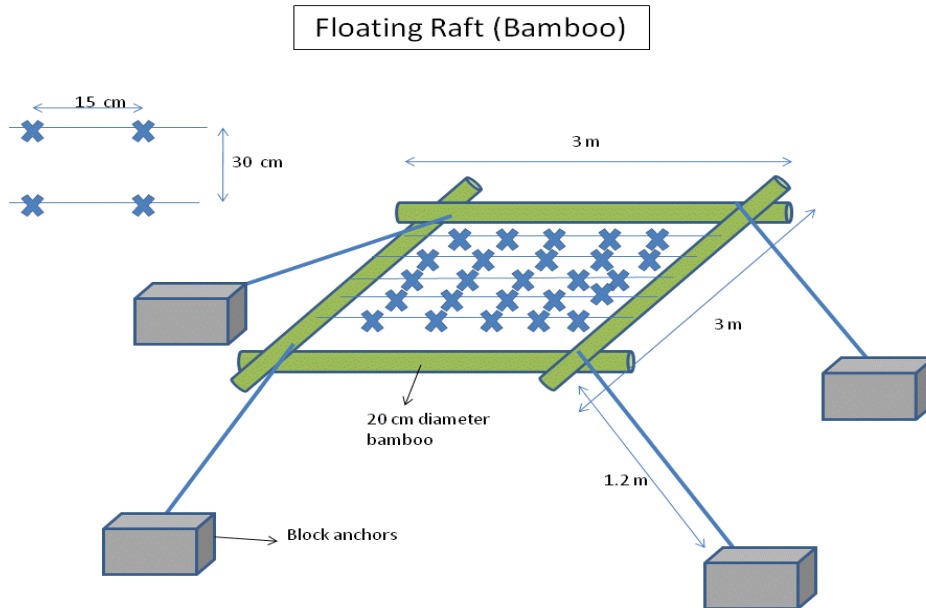 Floating Raft (Bamboo)
15 cm
30 cm
3 m
3 m
20 cm diameter
bamboo
1.2 m
Block anchors